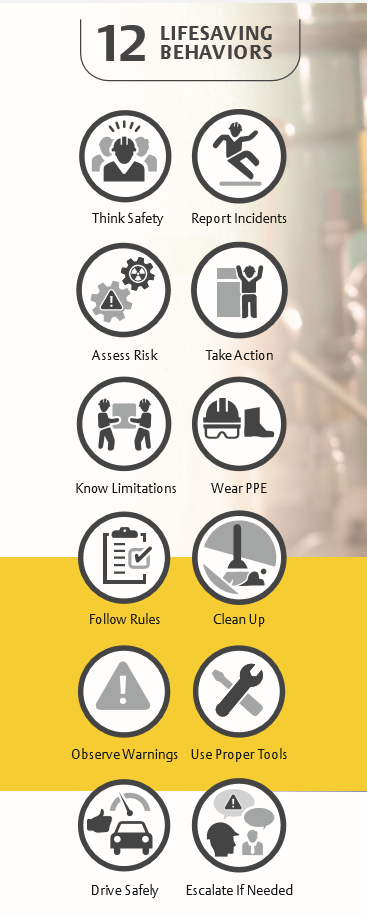 12 LIFESAVING
BEHAVIORS
Think Safety
Report Incidents
Assess Risk
Take Action
Know Limitations
Wear PPE
Follow Rules
Clean Up
Observe Warnings
Use Proper Tools
Drive Safely
Escalate If Needed